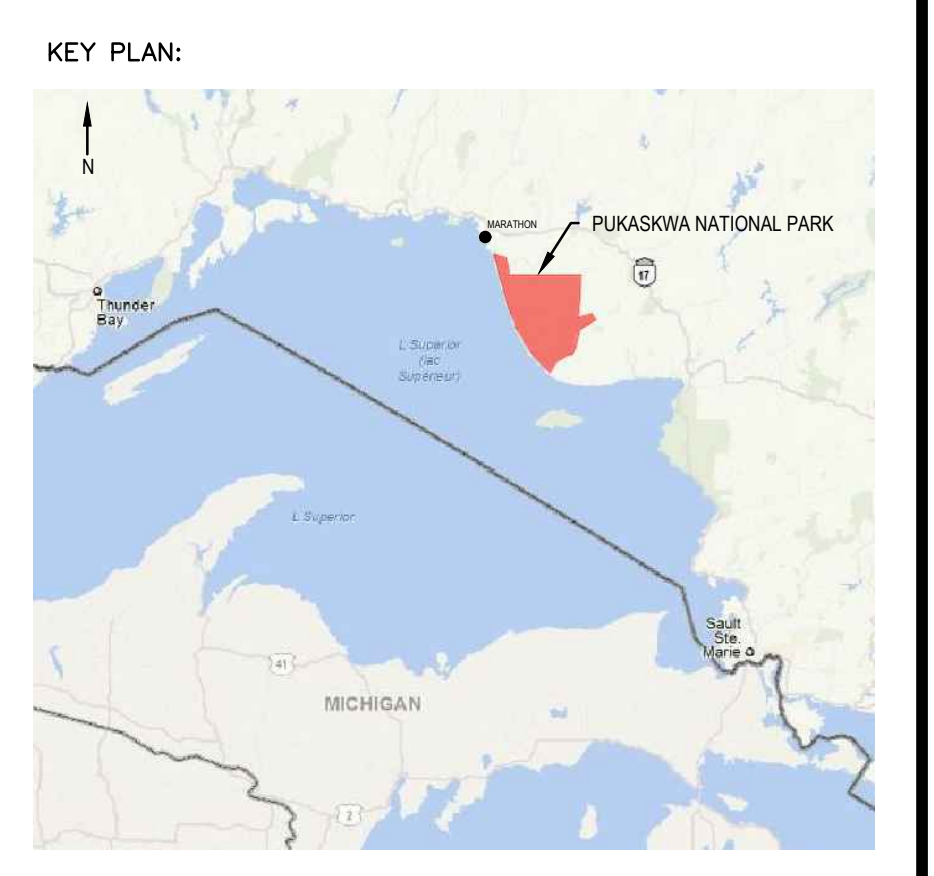 KEY PLAN:
N
MARATHON
PUKASKWA NATIONAL PARK
17
Thunder
Bay
L Superior
(lac
Supérieur)
L Superior
Sault
Ste.
Marie
41
MICHIGAN
2